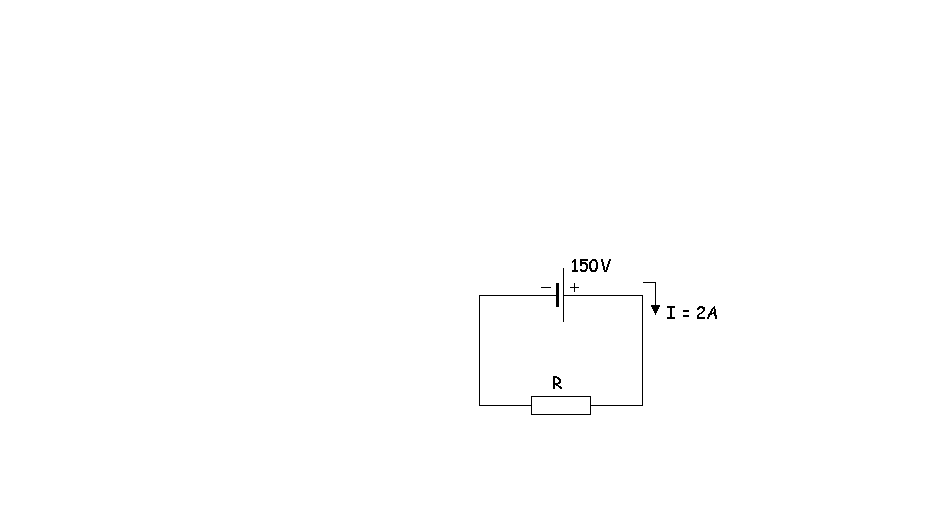 150V
− +
I = 2A
R